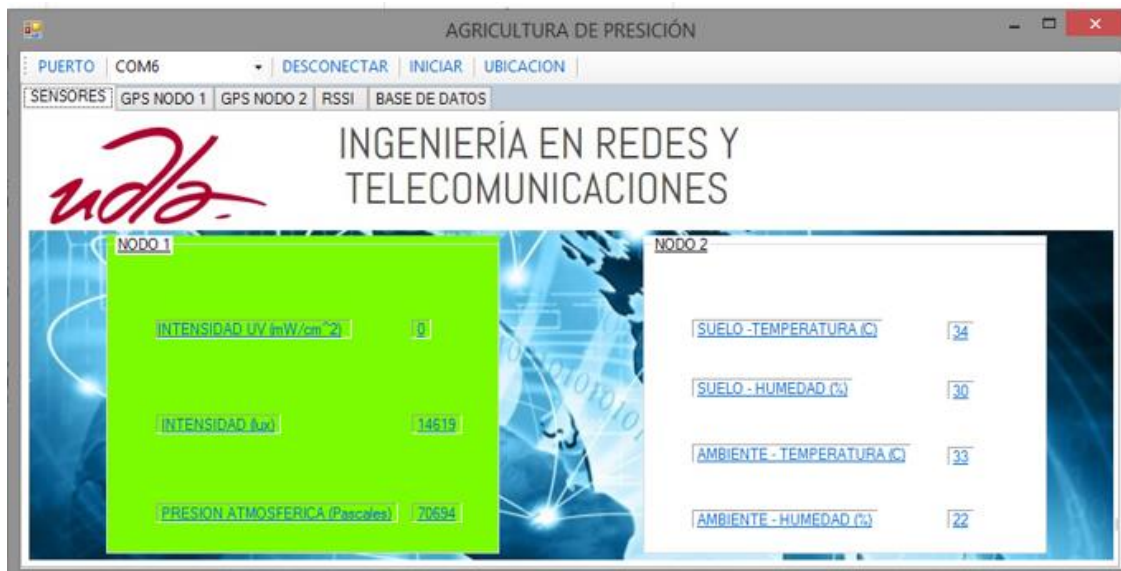 AGRICULTURA DE PRESICIÓN
PUERTO COM6 DESCONECTAR INICIAR UBICACION
SENSORES GPS NODO 1 GPS NODO 2 RSSI BASE DE DATOS
udla-
INGENIERÍA EN REDES Y
TELECOMUNICACIONES
NODO 1
INTENSIDAD UV (mW/cm^2) 0
INTENSIDAD (lux) 14619
PRESION ATMOSFERICA (Pascales) 70694
NODO 2
SUELO -TEMPERATURA (C) 34
SUELO - HUMEDAD (%) 30
AMBIENTE - TEMPERATURA (C) 33
AMBIENTE - HUMEDAD (%) 22